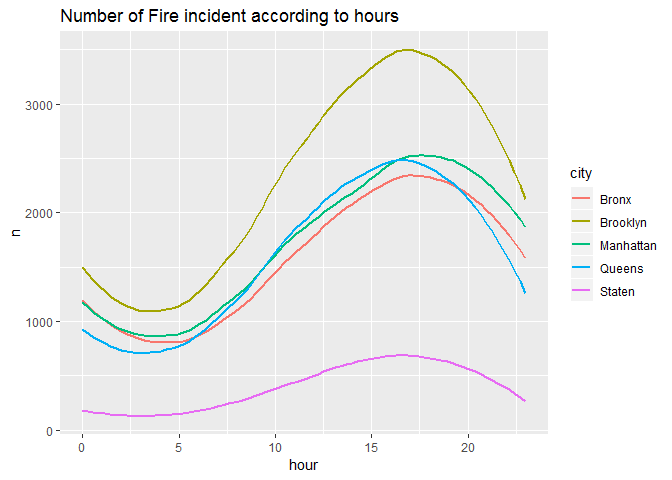 Number of Fire incident according to hours
3000
2000
1000
0
n
0 5 10 15 20
hour
city
Bronx
Brooklyn
Manhattan
Queens
Staten